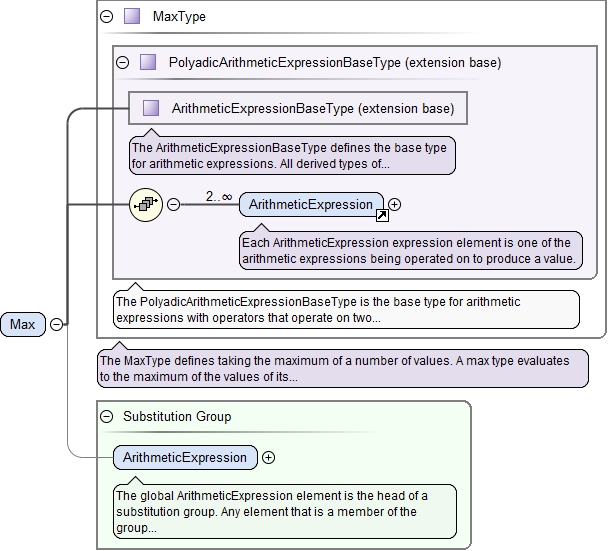 MaxType
PolyadicArithmeticExpressionBaseType (extension base)
ArithmeticExpressionBaseType (extension base)
The ArithmeticExpressionBaseType defines the base type
for arithmetic expressions. All derived types of...
2..∞
ArithmeticExpression
Each ArithmeticExpression expression element is one of the
arithmetic expressions being operated on to produce a value.
The PolyadicArithmeticExpressionBaseType is the base type for arithmetic
expressions with operators that operate on two...
Max
The MaxType defines taking the maximum of a number of values. A max type evaluates
to the maximum of the values of its...
Substitution Group
ArithmeticExpression
The global ArithmeticExpression element is the head of a
substitution group. Any element that is a member of the
group...